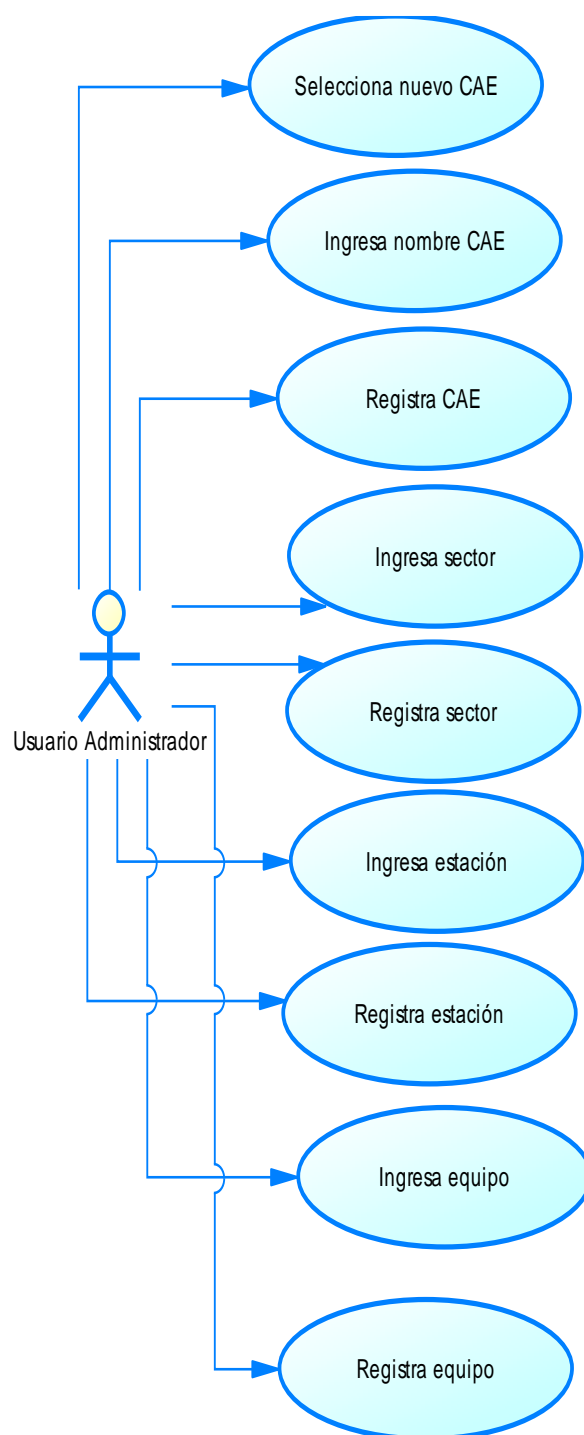 Selecciona nuevo CAE
Ingresa nombre CAE
Registra CAE
Ingresa sector
Registra sector
Usuario Administrador
Ingresa estación
Registra estación
Ingresa equipo
Registra equipo